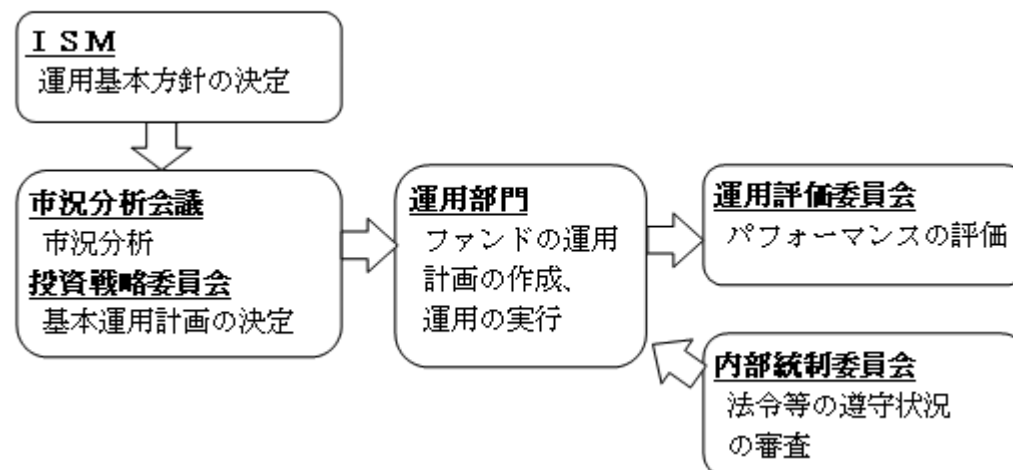 ＩＳＭ
運用基本方針の決定
市況分析会議
市況分析
投資戦略委員会
基本運用計画の決定
運用部門
ファンドの運用
計画の作成、
運用の実行
運用評価委員会
パフォーマンスの評価
内部統制委員会
法令等の遵守状況
の審査